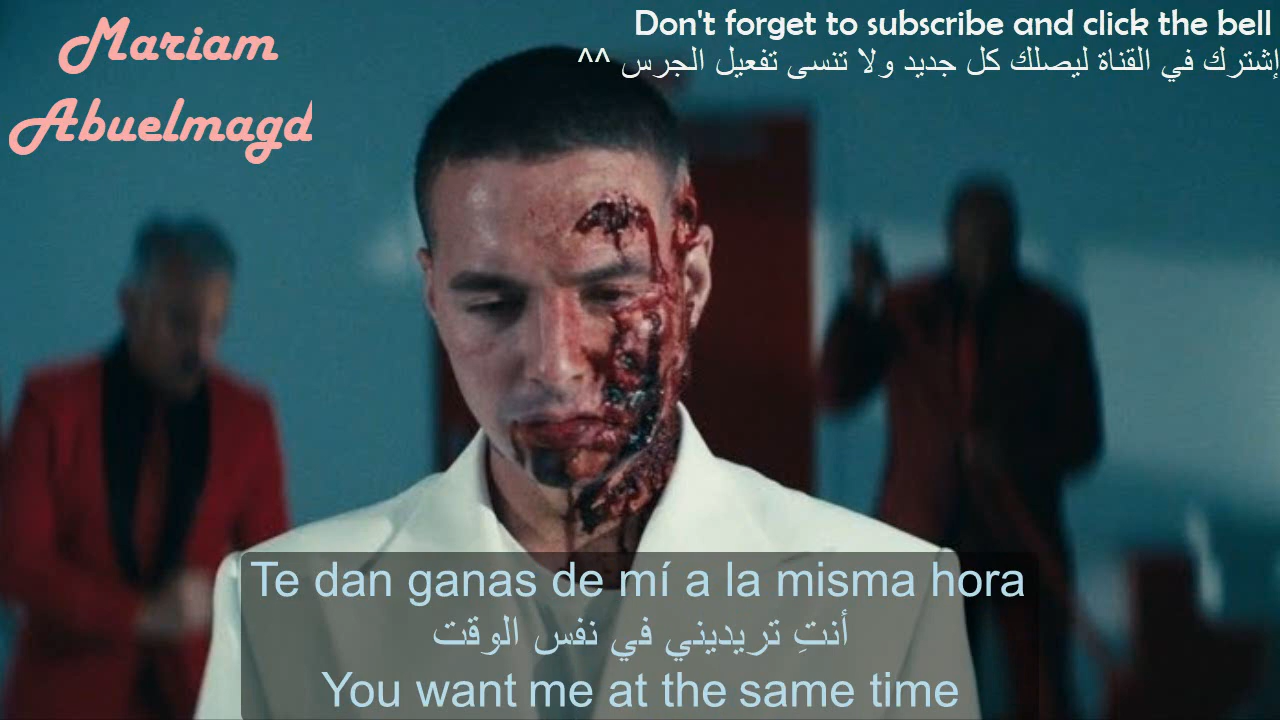 Mariam
Abuelmagd
Don't forget to subscribe and click the bell
إشترك في القناة ليصلك كل جديد ولا تنسى تفعيل الجرس ^^
Te dan ganas de mí a la misma hora
أنتِ تريديني في نفس الوقت
You want me at the same time